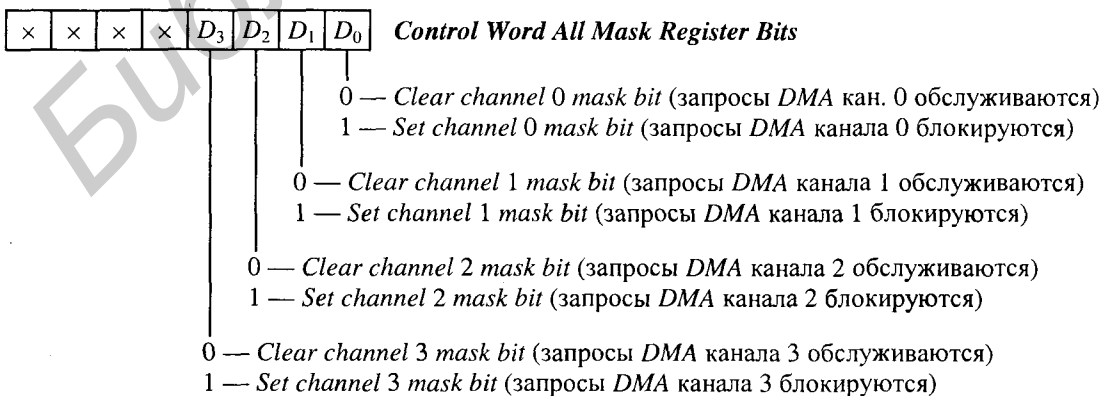 × × × × D₃ D₂ D₁ D₀ Control Word All Mask Register Bits
0 — Clear channel 0 mask bit (запросы DMA кан. 0 обслуживаются)
1 — Set channel 0 mask bit (запросы DMA канала 0 блокируются)
0 — Clear channel 1 mask bit (запросы DMA канала 1 обслуживаются)
1 — Set channel 1 mask bit (запросы DMA канала 1 блокируются)
0 — Clear channel 2 mask bit (запросы DMA канала 2 обслуживаются)
1 — Set channel 2 mask bit (запросы DMA канала 2 блокируются)
0 — Clear channel 3 mask bit (запросы DMA канала 3 обслуживаются)
1 — Set channel 3 mask bit (запросы DMA канала 3 блокируются)